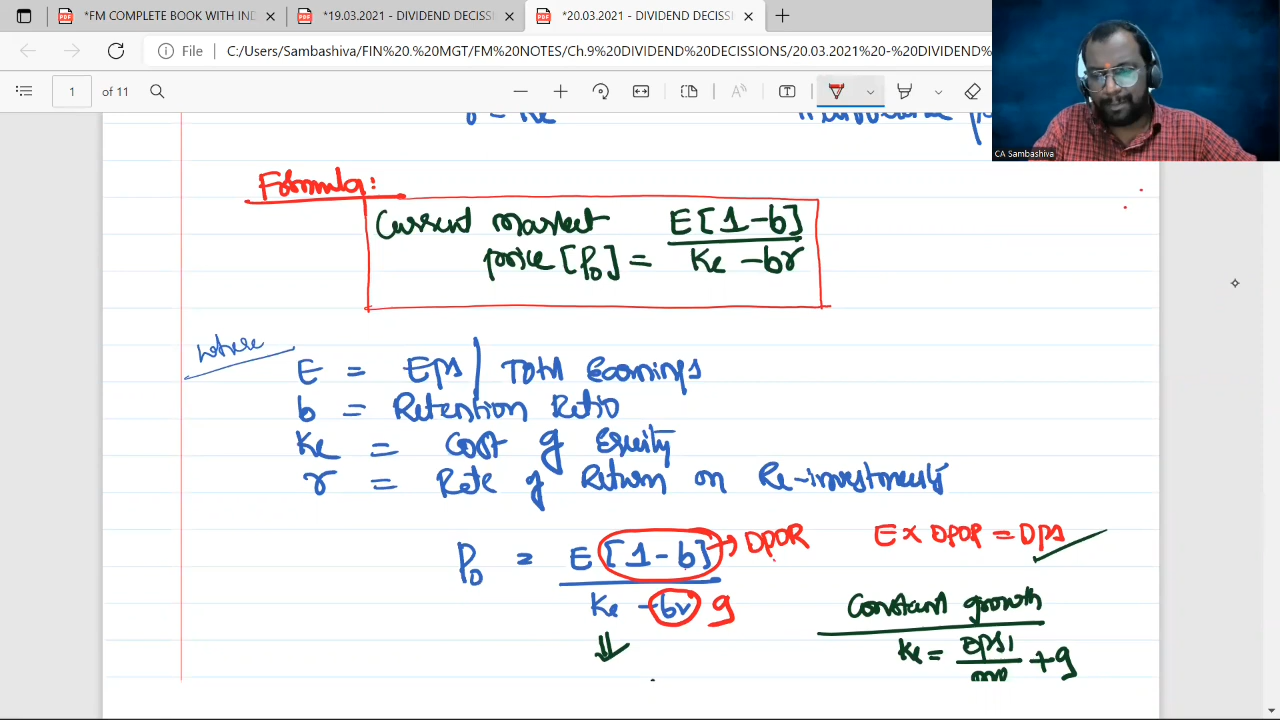 *FM COMPLETE BOOK WITH IND
*19.03.2021 - DIVIDEND DECISSI
*20.03.2021 - DIVIDEND DECISS
File
C:/Users/Sambashiva/FIN%20.%20MGT/FM%20NOTES/Ch.9%20DIVIDEND%20DECISSIONS/20.03.2021%20-%20DIVIDEND%
1 of 11
CA Sambashiva
Formula:
Current market price [P0] = E[1-b] / Ke - br
where
E = EPS | Total Earnings
b = Retention Ratio
Ke = Cost of Equity
r = Rate of Return on Re-investments
P0 = E[1-b] / Ke - br
→ DPOR
g
E x DPOR = DPS
Constant growth
Ke = DPS1 / MP + g